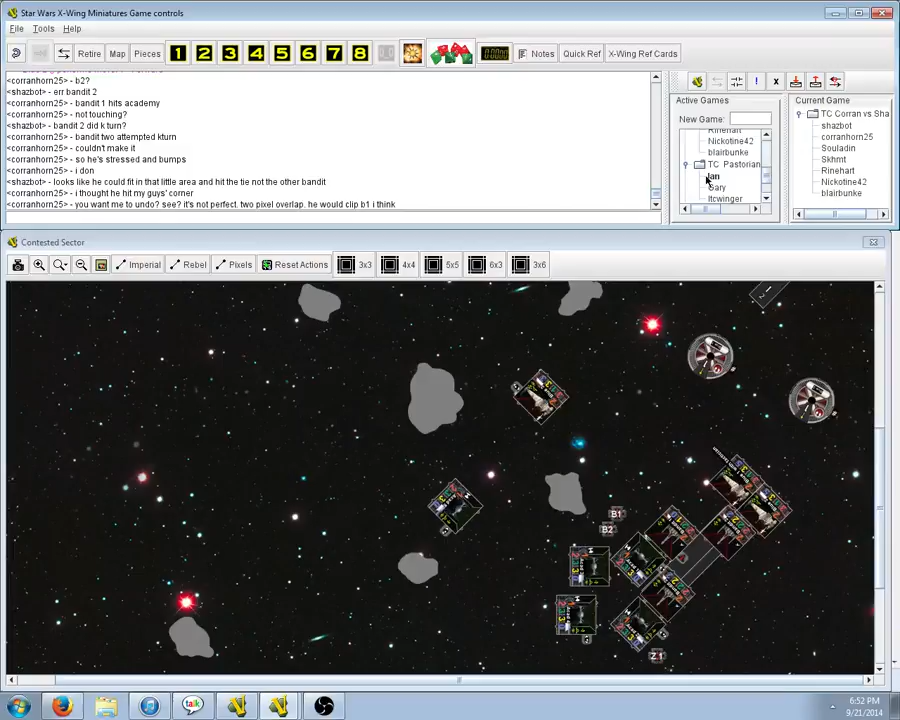 Star Wars X-Wing Miniatures Game controls
File Tools Help
Retire Map Pieces 1 2 3 4 5 6 7 8 Notes Quick Ref X-Wing Ref Cards
<corranhorn25> - b2?
<shazbot> - err bandit 2
<corranhorn25> - bandit 1 hits academy
<corranhorn25> - not touching?
<shazbot> - bandit 2 did k turn?
<corranhorn25> - bandit two attempted kturn
<corranhorn25> - couldn't make it
<corranhorn25> - so he's stressed and bumps
<corranhorn25> - i don
<shazbot> - looks like he could fit in that little area and hit the tie not the other bandit
<corranhorn25> - i thought he hit my guys' corner
<corranhorn25> - you want me to undo? see? it's not perfect. two pixel overlap. he would clip b1 i think
! x
Active Games
New Game:
Rinehart
Nickotine42
blairbunke
TC Pastorian
Ian
Gary
ltcwinger
Current Game
TC Corran vs Sha
shazbot
corranhorn25
Souladin
Skhmt
Rinehart
Nickotine42
blairbunke
Contested Sector
Imperial Rebel Pixels Reset Actions 3x3 4x4 5x5 6x3 3x6
B1
B2
Z1
talk
6:52 PM
9/21/2014